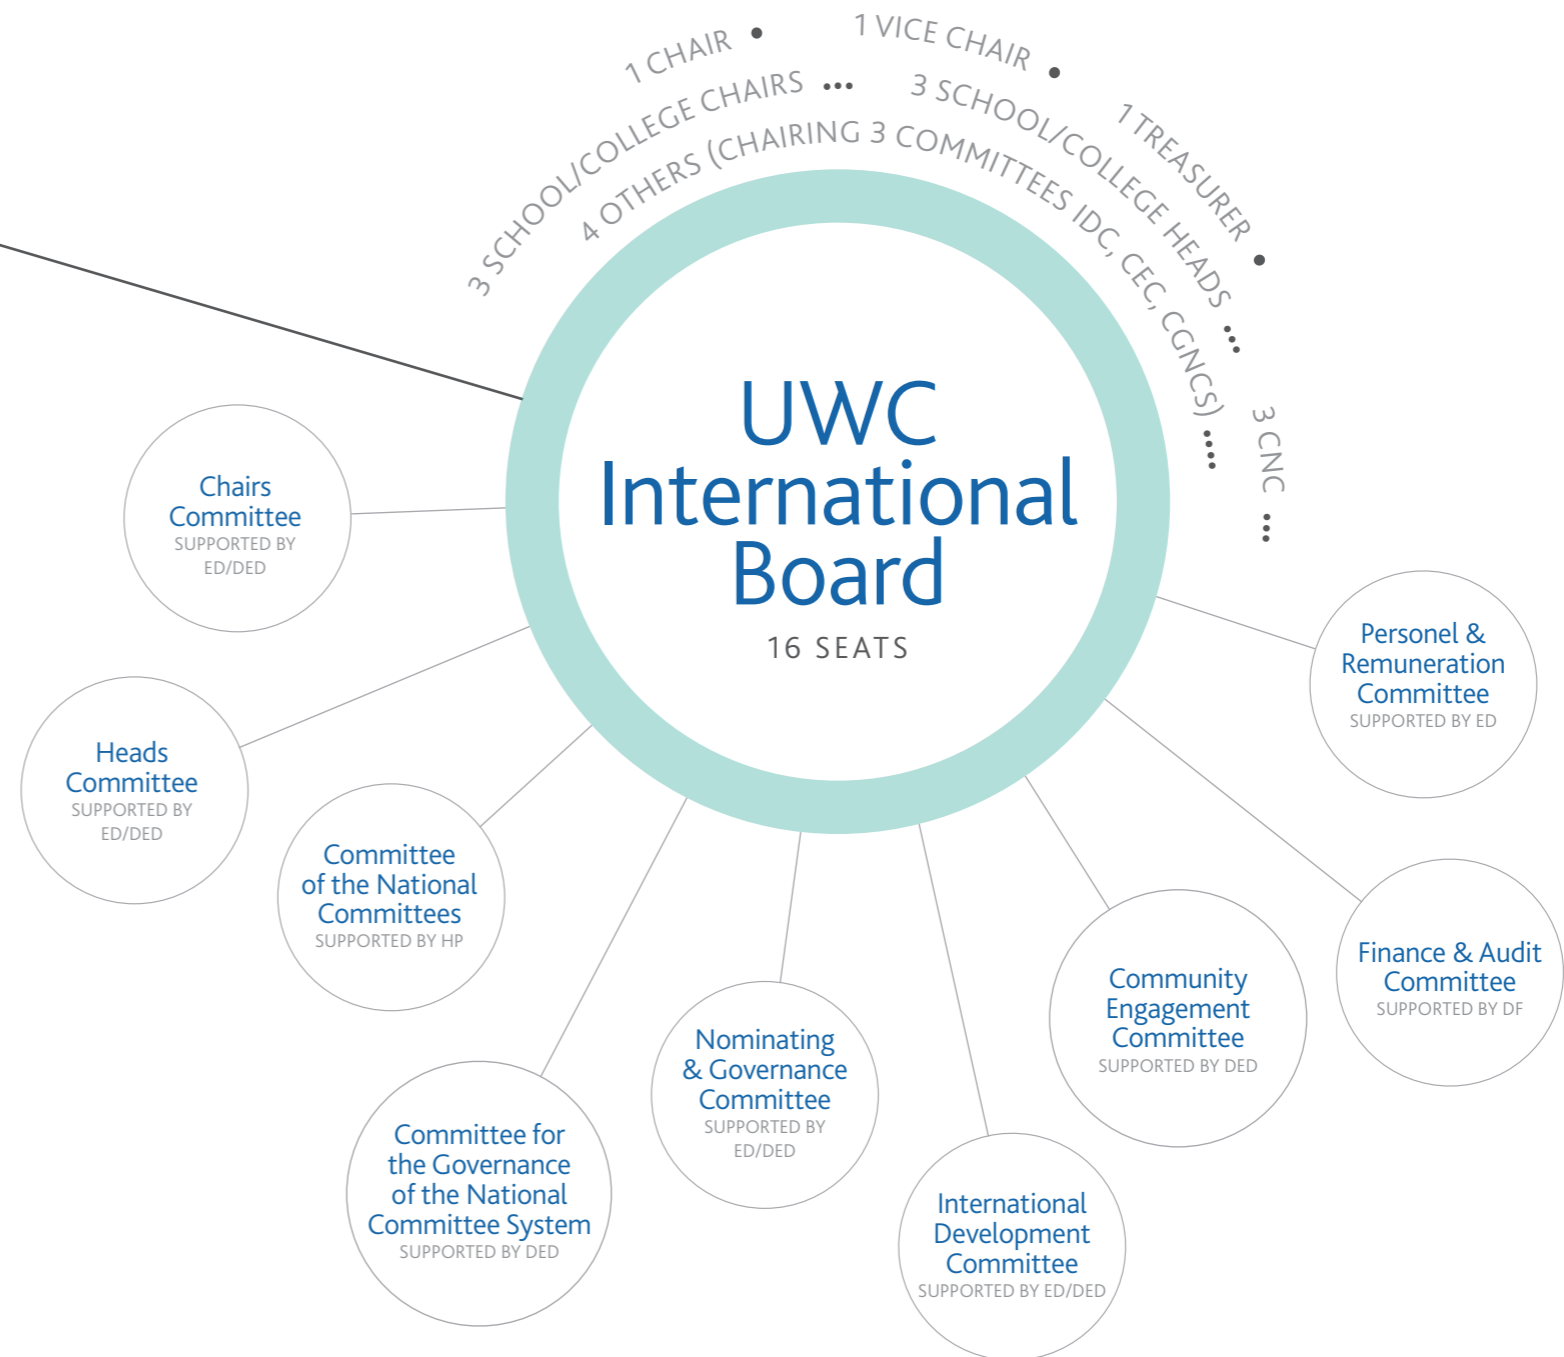 1 CHAIR
1 VICE CHAIR
1 TREASURER
3 SCHOOL/COLLEGE CHAIRS
3 SCHOOL/COLLEGE HEADS
3 CNC
4 OTHERS (CHAIRING 3 COMMITTEES IDC, CEC, CGNCS)
UWC
International
Board
16 SEATS
Chairs
Committee
SUPPORTED BY
ED/DED
Heads
Committee
SUPPORTED BY
ED/DED
Committee
of the National
Committees
SUPPORTED BY HP
Committee for
the Governance
of the National
Committee System
SUPPORTED BY DED
Nominating
& Governance
Committee
SUPPORTED BY
ED/DED
International
Development
Committee
SUPPORTED BY ED/DED
Community
Engagement
Committee
SUPPORTED BY DED
Finance & Audit
Committee
SUPPORTED BY DF
Personel &
Remuneration
Committee
SUPPORTED BY ED